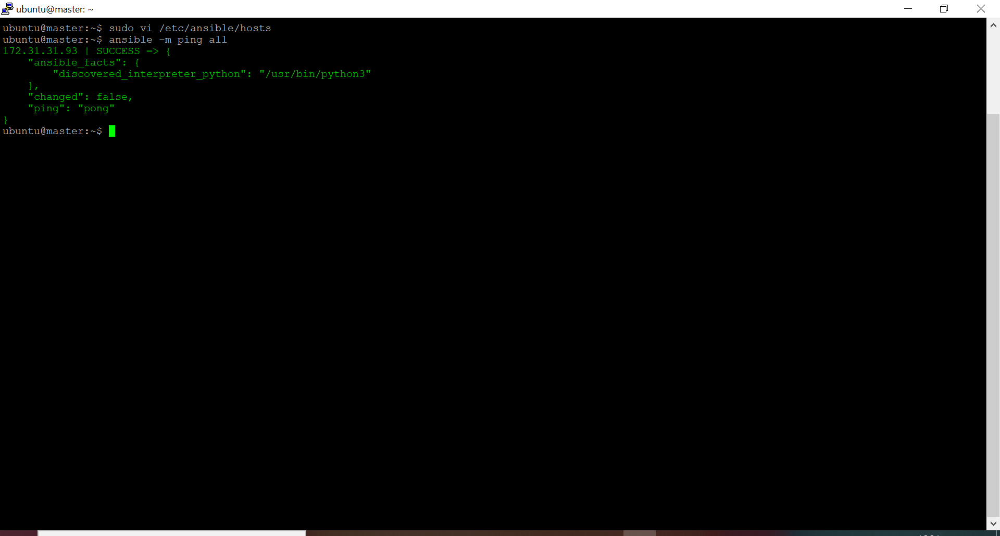 ubuntu@master: ~
ubuntu@master:~$ sudo vi /etc/ansible/hosts
ubuntu@master:~$ ansible -m ping all
172.31.31.93 | SUCCESS => {
    "ansible_facts": {
        "discovered_interpreter_python": "/usr/bin/python3"
    },
    "changed": false,
    "ping": "pong"
}
ubuntu@master:~$